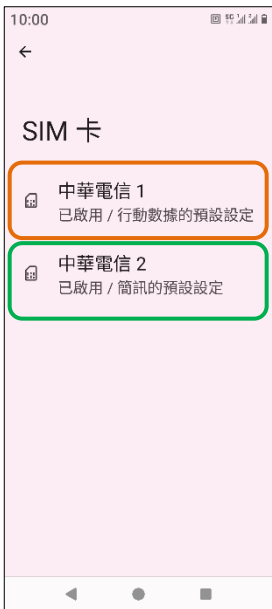 10:00
SIM 卡
中華電信 1
已啟用 / 行動數據的預設設定
中華電信 2
已啟用 / 簡訊的預設設定